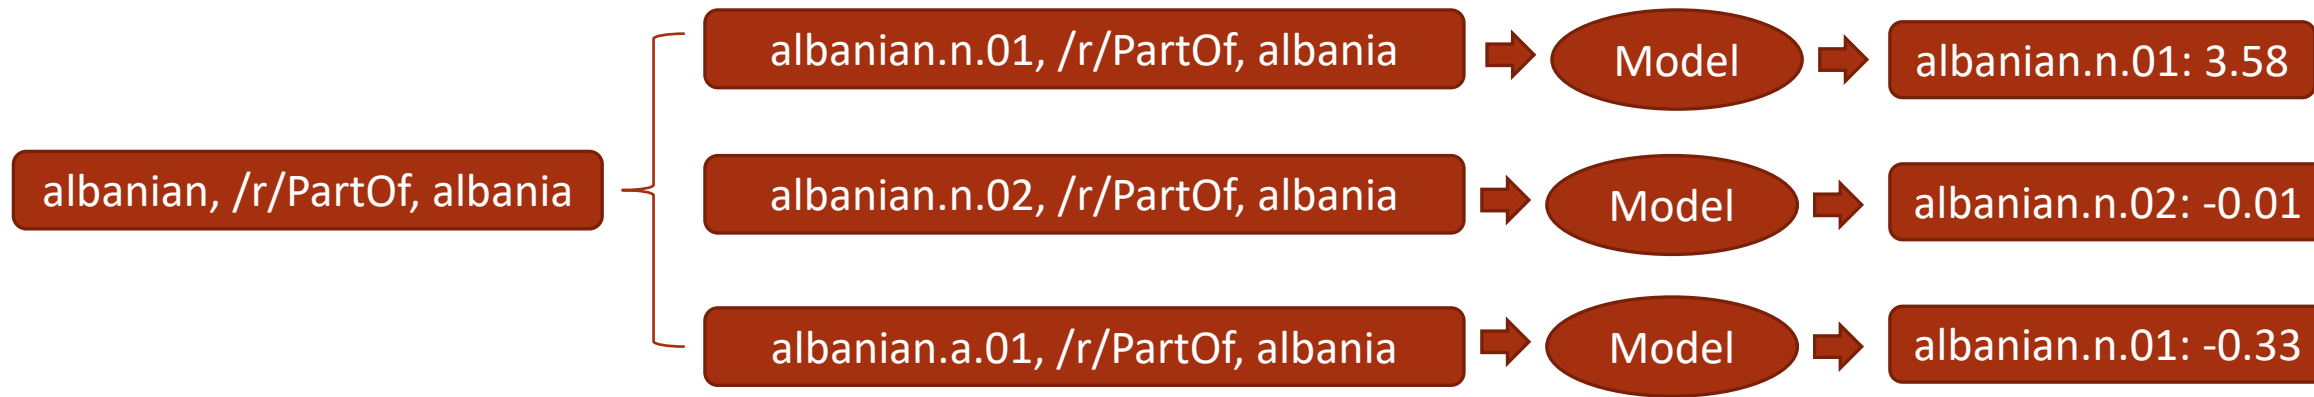 albanian, /r/PartOf, albania
albanian.n.01, /r/PartOf, albania
Model
albanian.n.01: 3.58
albanian.n.02, /r/PartOf, albania
Model
albanian.n.02: -0.01
albanian.a.01, /r/PartOf, albania
Model
albanian.n.01: -0.33